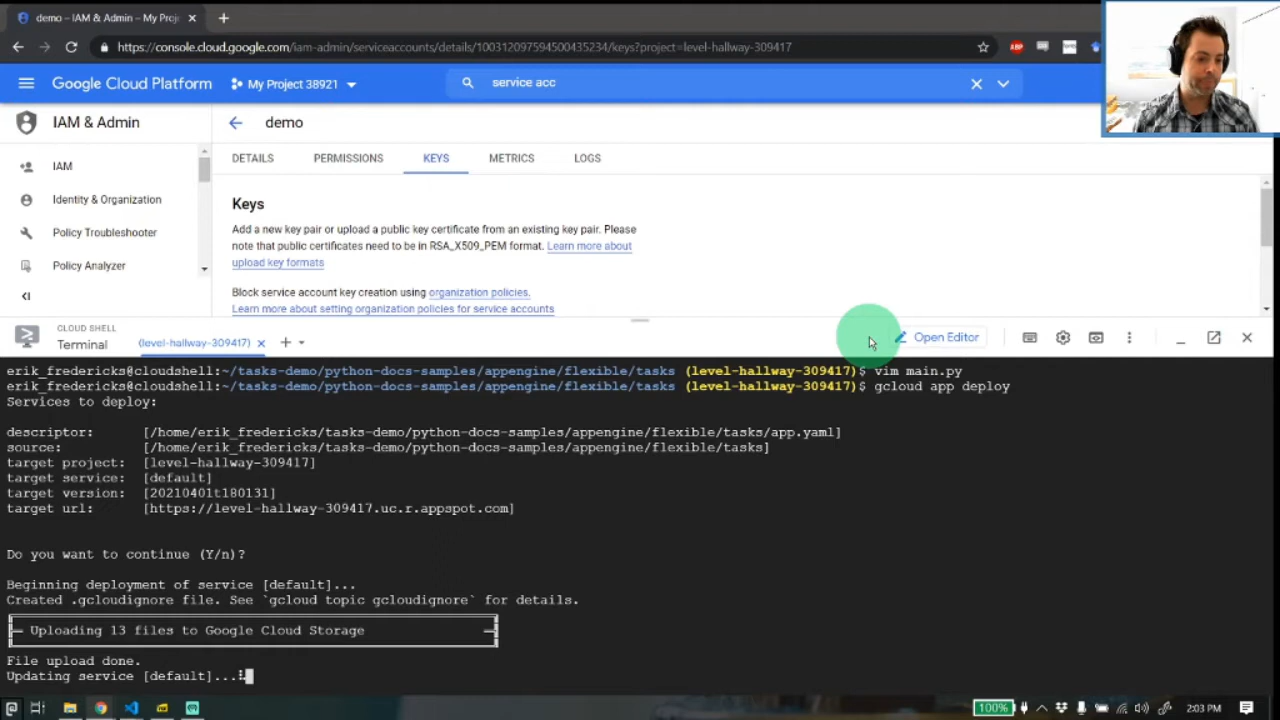 demo – IAM & Admin – My Proj
https://console.cloud.google.com/iam-admin/serviceaccounts/details/100312097594500435234/keys?project=level-hallway-309417
ABP
Google Cloud Platform
My Project 38921
service acc
IAM & Admin
demo
DETAILS
PERMISSIONS
KEYS
METRICS
LOGS
IAM
Identity & Organization
Policy Troubleshooter
Policy Analyzer
Keys
Add a new key pair or upload a public key certificate from an existing key pair. Please
note that public certificates need to be in RSA_X509_PEM format. Learn more about
upload key formats
Block service account key creation using organization policies.
Learn more about setting organization policies for service accounts
CLOUD SHELL
Terminal
(level-hallway-309417)
Open Editor
erik_fredericks@cloudshell:~/tasks-demo/python-docs-samples/appengine/flexible/tasks (level-hallway-309417)$ vim main.py
erik_fredericks@cloudshell:~/tasks-demo/python-docs-samples/appengine/flexible/tasks (level-hallway-309417)$ gcloud app deploy
Services to deploy:
descriptor: [/home/erik_fredericks/tasks-demo/python-docs-samples/appengine/flexible/tasks/app.yaml]
source: [/home/erik_fredericks/tasks-demo/python-docs-samples/appengine/flexible/tasks]
target project: [level-hallway-309417]
target service: [default]
target version: [20210401t180131]
target url: [https://level-hallway-309417.uc.r.appspot.com]
Do you want to continue (Y/n)?
Beginning deployment of service [default]...
Created .gcloudignore file. See `gcloud topic gcloudignore` for details.
Uploading 13 files to Google Cloud Storage
File upload done.
Updating service [default]...
100%
2:03 PM